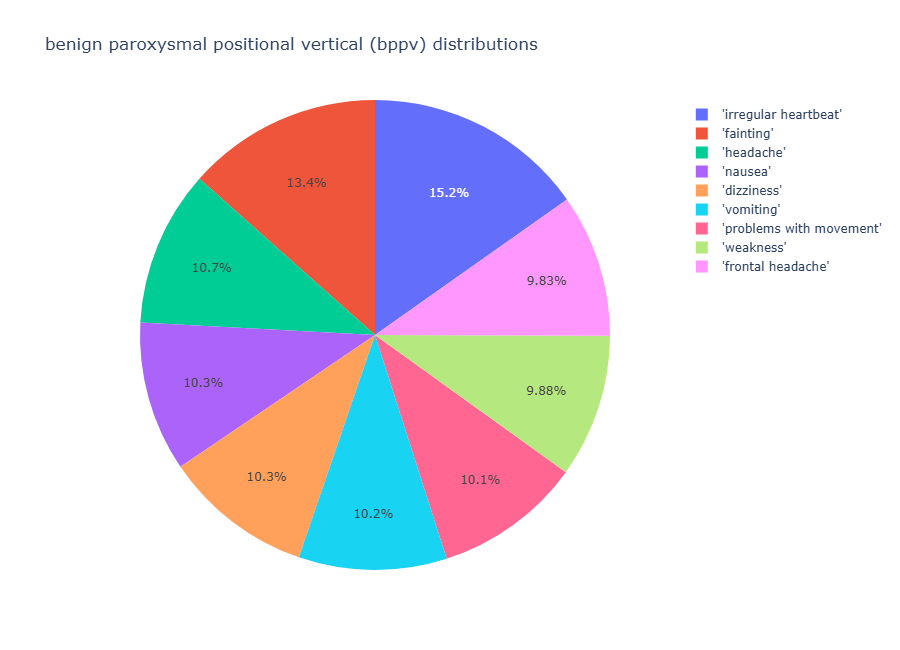 benign paroxysmal positional vertical (bppv) distributions
'irregular heartbeat'
'fainting'
'headache'
'nausea'
'dizziness'
'vomiting'
'problems with movement'
'weakness'
'frontal headache'
13.4%
15.2%
10.7%
9.83%
10.3%
9.88%
10.3%
10.1%
10.2%